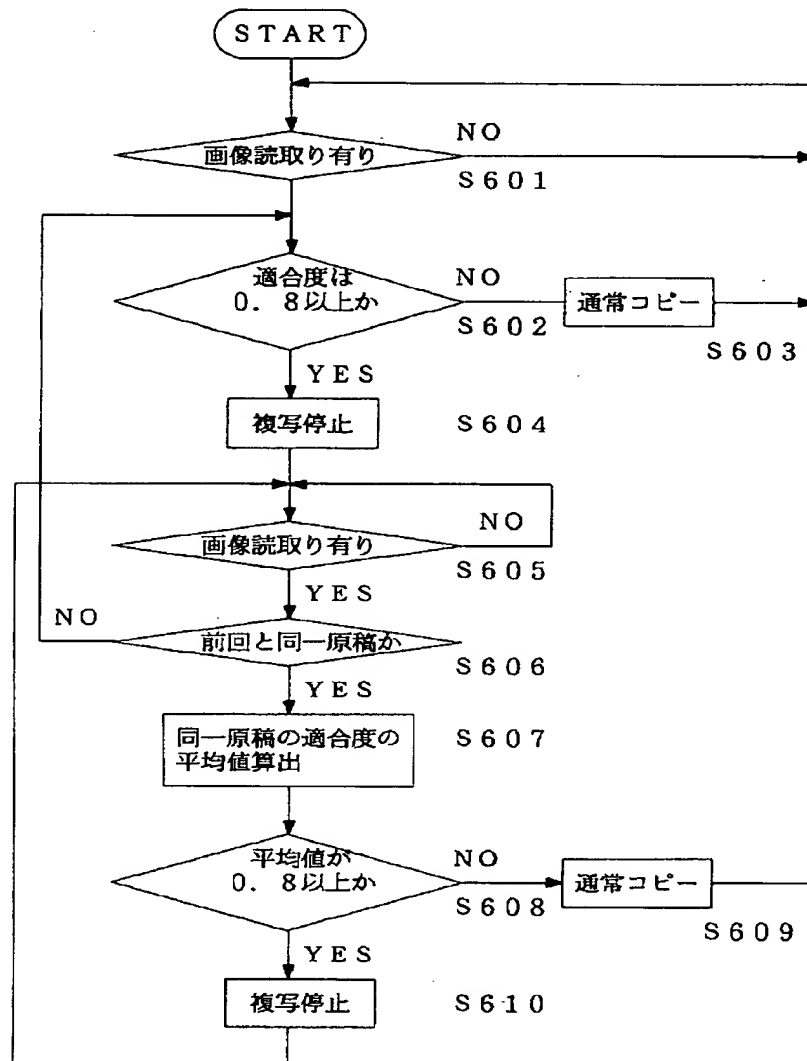 START
NO
画像読取り有り
S601
適合度は
0.8以上か
NO
S602
通常コピー
S603
YES
複写停止
S604
NO
画像読取り有り
S605
YES
NO
前回と同一原稿か
S606
YES
同一原稿の適合度の
平均値算出
S607
平均値が
0.8以上か
NO
S608
通常コピー
S609
YES
複写停止
S610